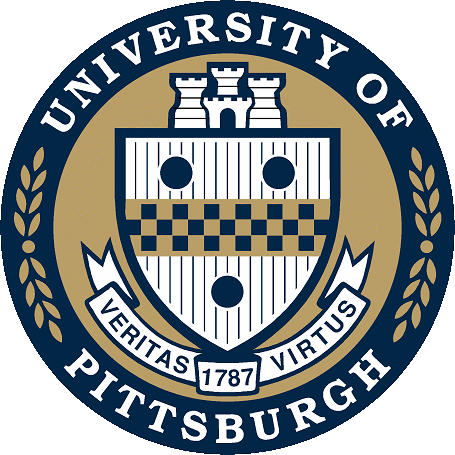 UNIVERSITY OF
PITTSBURGH
VERITAS
1787
VIRTUS